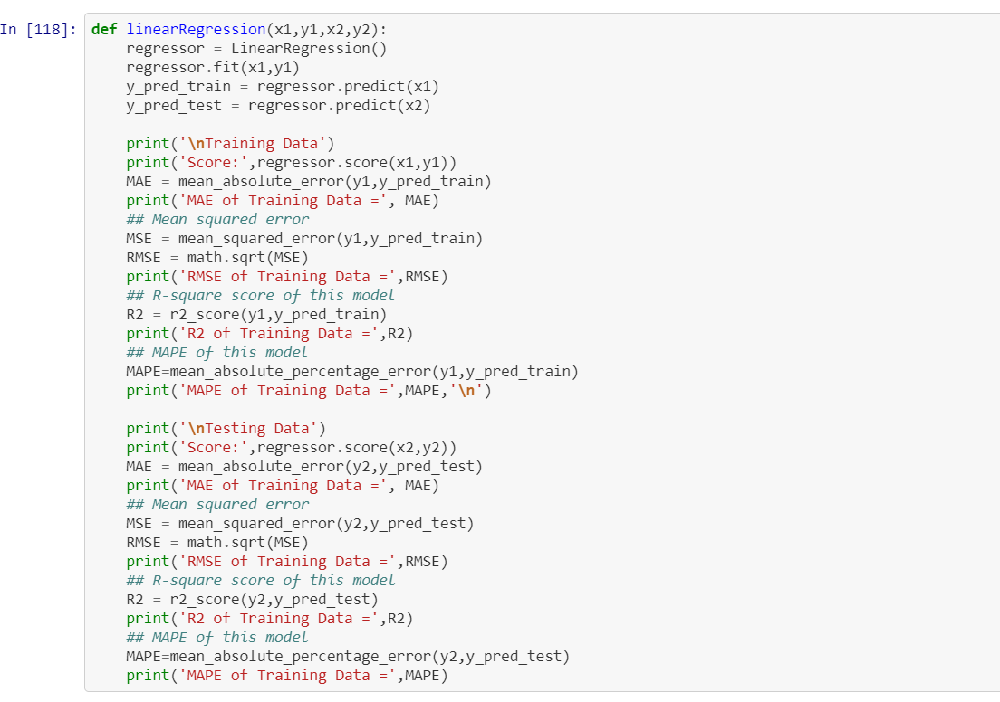 In [118]: def linearRegression(x1,y1,x2,y2):
    regressor = LinearRegression()
    regressor.fit(x1,y1)
    y_pred_train = regressor.predict(x1)
    y_pred_test = regressor.predict(x2)

    print('\nTraining Data')
    print('Score:',regressor.score(x1,y1))
    MAE = mean_absolute_error(y1,y_pred_train)
    print('MAE of Training Data =', MAE)
    ## Mean squared error
    MSE = mean_squared_error(y1,y_pred_train)
    RMSE = math.sqrt(MSE)
    print('RMSE of Training Data =',RMSE)
    ## R-square score of this model
    R2 = r2_score(y1,y_pred_train)
    print('R2 of Training Data =',R2)
    ## MAPE of this model
    MAPE=mean_absolute_percentage_error(y1,y_pred_train)
    print('MAPE of Training Data =',MAPE,'\n')

    print('\nTesting Data')
    print('Score:',regressor.score(x2,y2))
    MAE = mean_absolute_error(y2,y_pred_test)
    print('MAE of Training Data =', MAE)
    ## Mean squared error
    MSE = mean_squared_error(y2,y_pred_test)
    RMSE = math.sqrt(MSE)
    print('RMSE of Training Data =',RMSE)
    ## R-square score of this model
    R2 = r2_score(y2,y_pred_test)
    print('R2 of Training Data =',R2)
    ## MAPE of this model
    MAPE=mean_absolute_percentage_error(y2,y_pred_test)
    print('MAPE of Training Data =',MAPE)